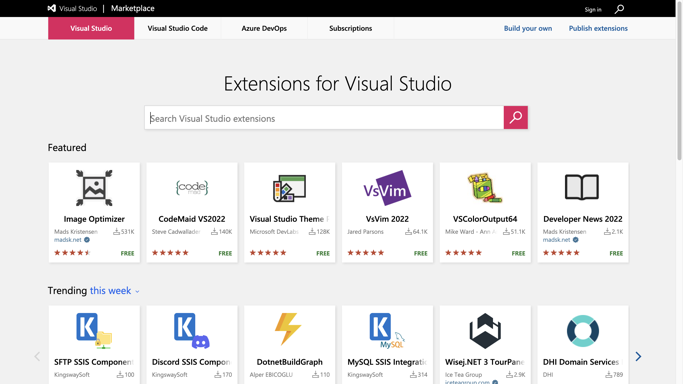 Visual Studio | Marketplace
Sign in
Visual Studio
Visual Studio Code
Azure DevOps
Subscriptions
Build your own
Publish extensions
Extensions for Visual Studio
Search Visual Studio extensions
Featured
Image Optimizer
Mads Kristensen 531K
madsk.net
FREE
{code maid}
CodeMaid VS2022
Steve Cadwallader 140K
FREE
Visual Studio Theme
Microsoft DevLabs 128K
FREE
VsVim
VsVim 2022
Jared Parsons 64.1K
FREE
VSColorOutput64
Mike Ward - Ann 51.1K
FREE
Developer News 2022
Mads Kristensen 2.1K
madsk.net
FREE
Trending this week
SFTP SSIS Componen
KingswaySoft 100
Discord SSIS Compon
KingswaySoft 170
DotnetBuildGraph
Alper EBICOGLU 110
MySQL
MySQL SSIS Integratio
KingswaySoft 314
Wisej.NET 3 TourPane
Ice Tea Group 2.9K
iceteagroup.com
DHI Domain Services
DHI 789